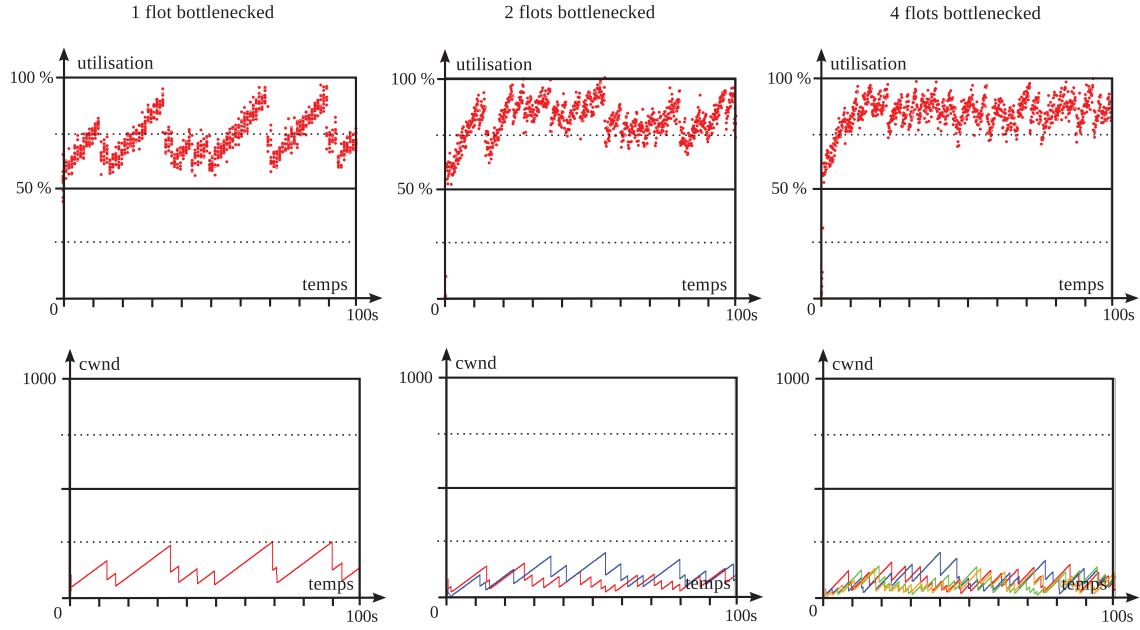 1 flot bottlenecked
2 flots bottlenecked
4 flots bottlenecked
utilisation
100 %
50 %
temps
0
100s
utilisation
100 %
50 %
temps
0
100s
utilisation
100 %
50 %
temps
0
100s
cwnd
1000
temps
0
100s
cwnd
1000
temps
0
100s
cwnd
1000
temps
0
100s